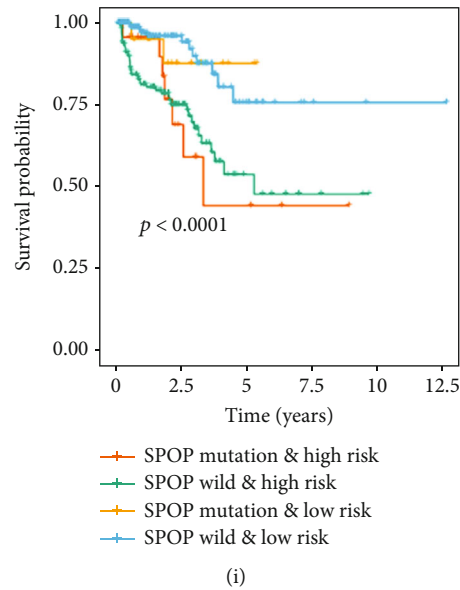 1.00
0.75
0.50
0.25
0.00
Survival probability
p < 0.0001
0 2.5 5 7.5 10 12.5
Time (years)
SPOP mutation & high risk
SPOP wild & high risk
SPOP mutation & low risk
SPOP wild & low risk
(i)